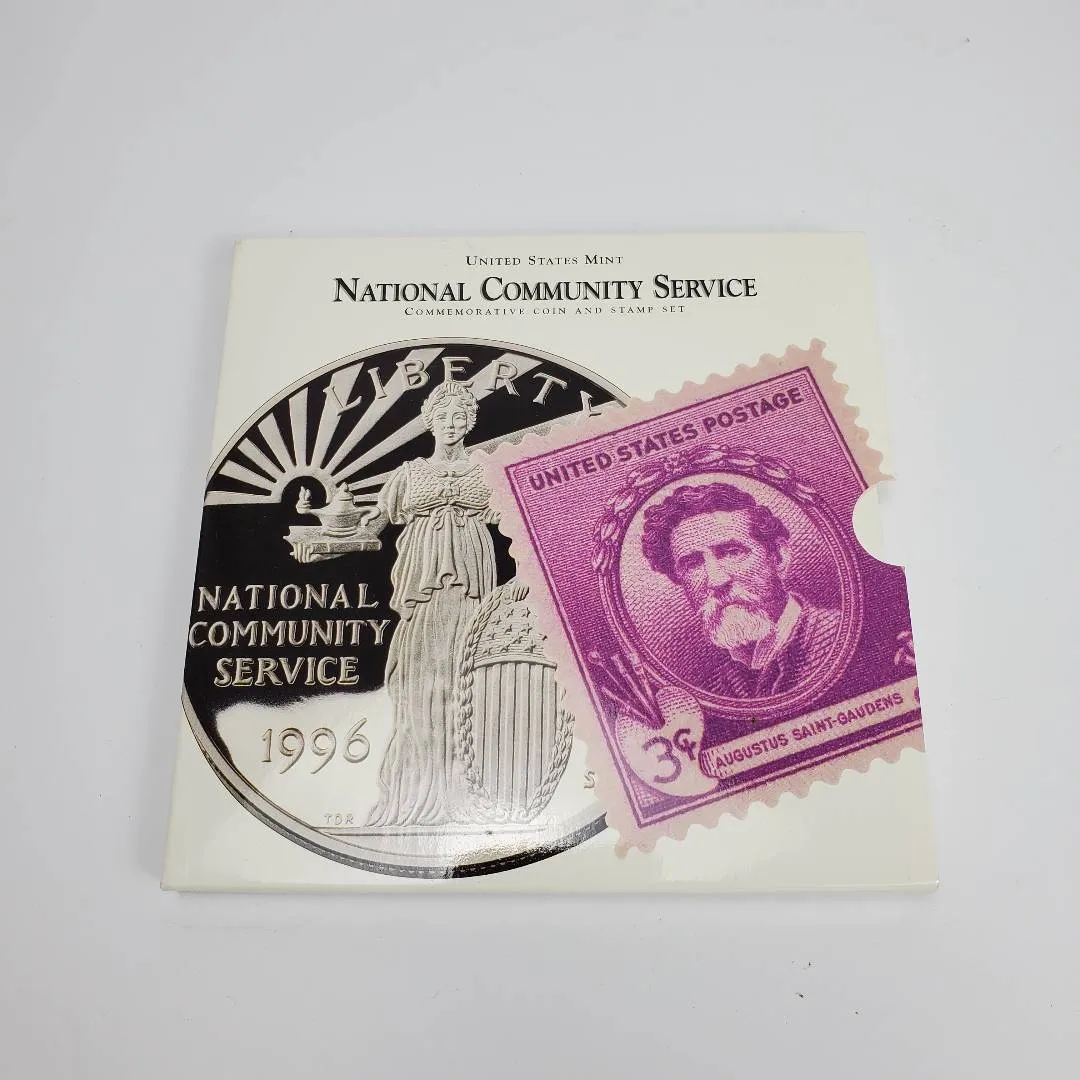 UNITED STATES MINT
NATIONAL COMMUNITY SERVICE
COMMEMORATIVE COIN AND STAMP SET
LIBERTY
NATIONAL
COMMUNITY
SERVICE
1996
TDR
S
UNITED STATES POSTAGE
3¢
AUGUSTUS SAINT-GAUDENS